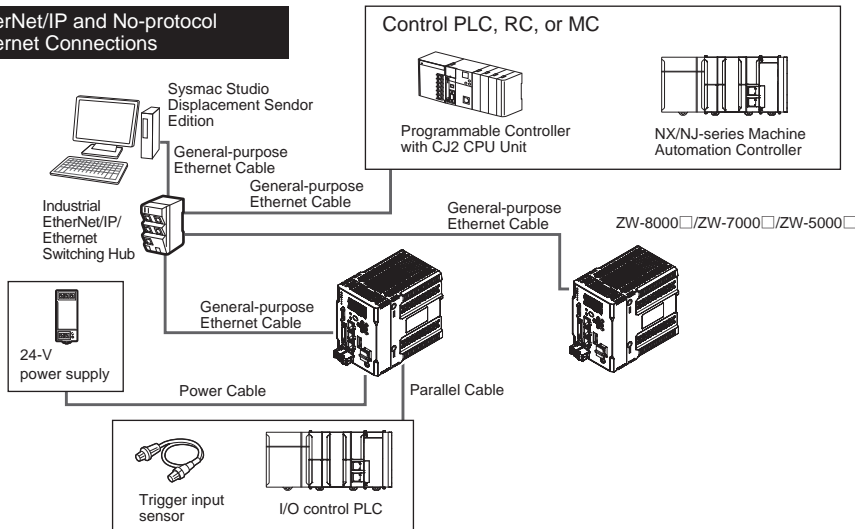 erNet/IP and No-protocol
ernet Connections
Control PLC, RC, or MC
Sysmac Studio
Displacement Sendor
Edition
Programmable Controller
with CJ2 CPU Unit
NX/NJ-series Machine
Automation Controller
General-purpose
Ethernet Cable
General-purpose
Ethernet Cable
Industrial
EtherNet/IP/
Ethernet
Switching Hub
General-purpose
Ethernet Cable
ZW-8000□/ZW-7000□/ZW-5000□
General-purpose
Ethernet Cable
24-V
power supply
Power Cable
Parallel Cable
Trigger input
sensor
I/O control PLC